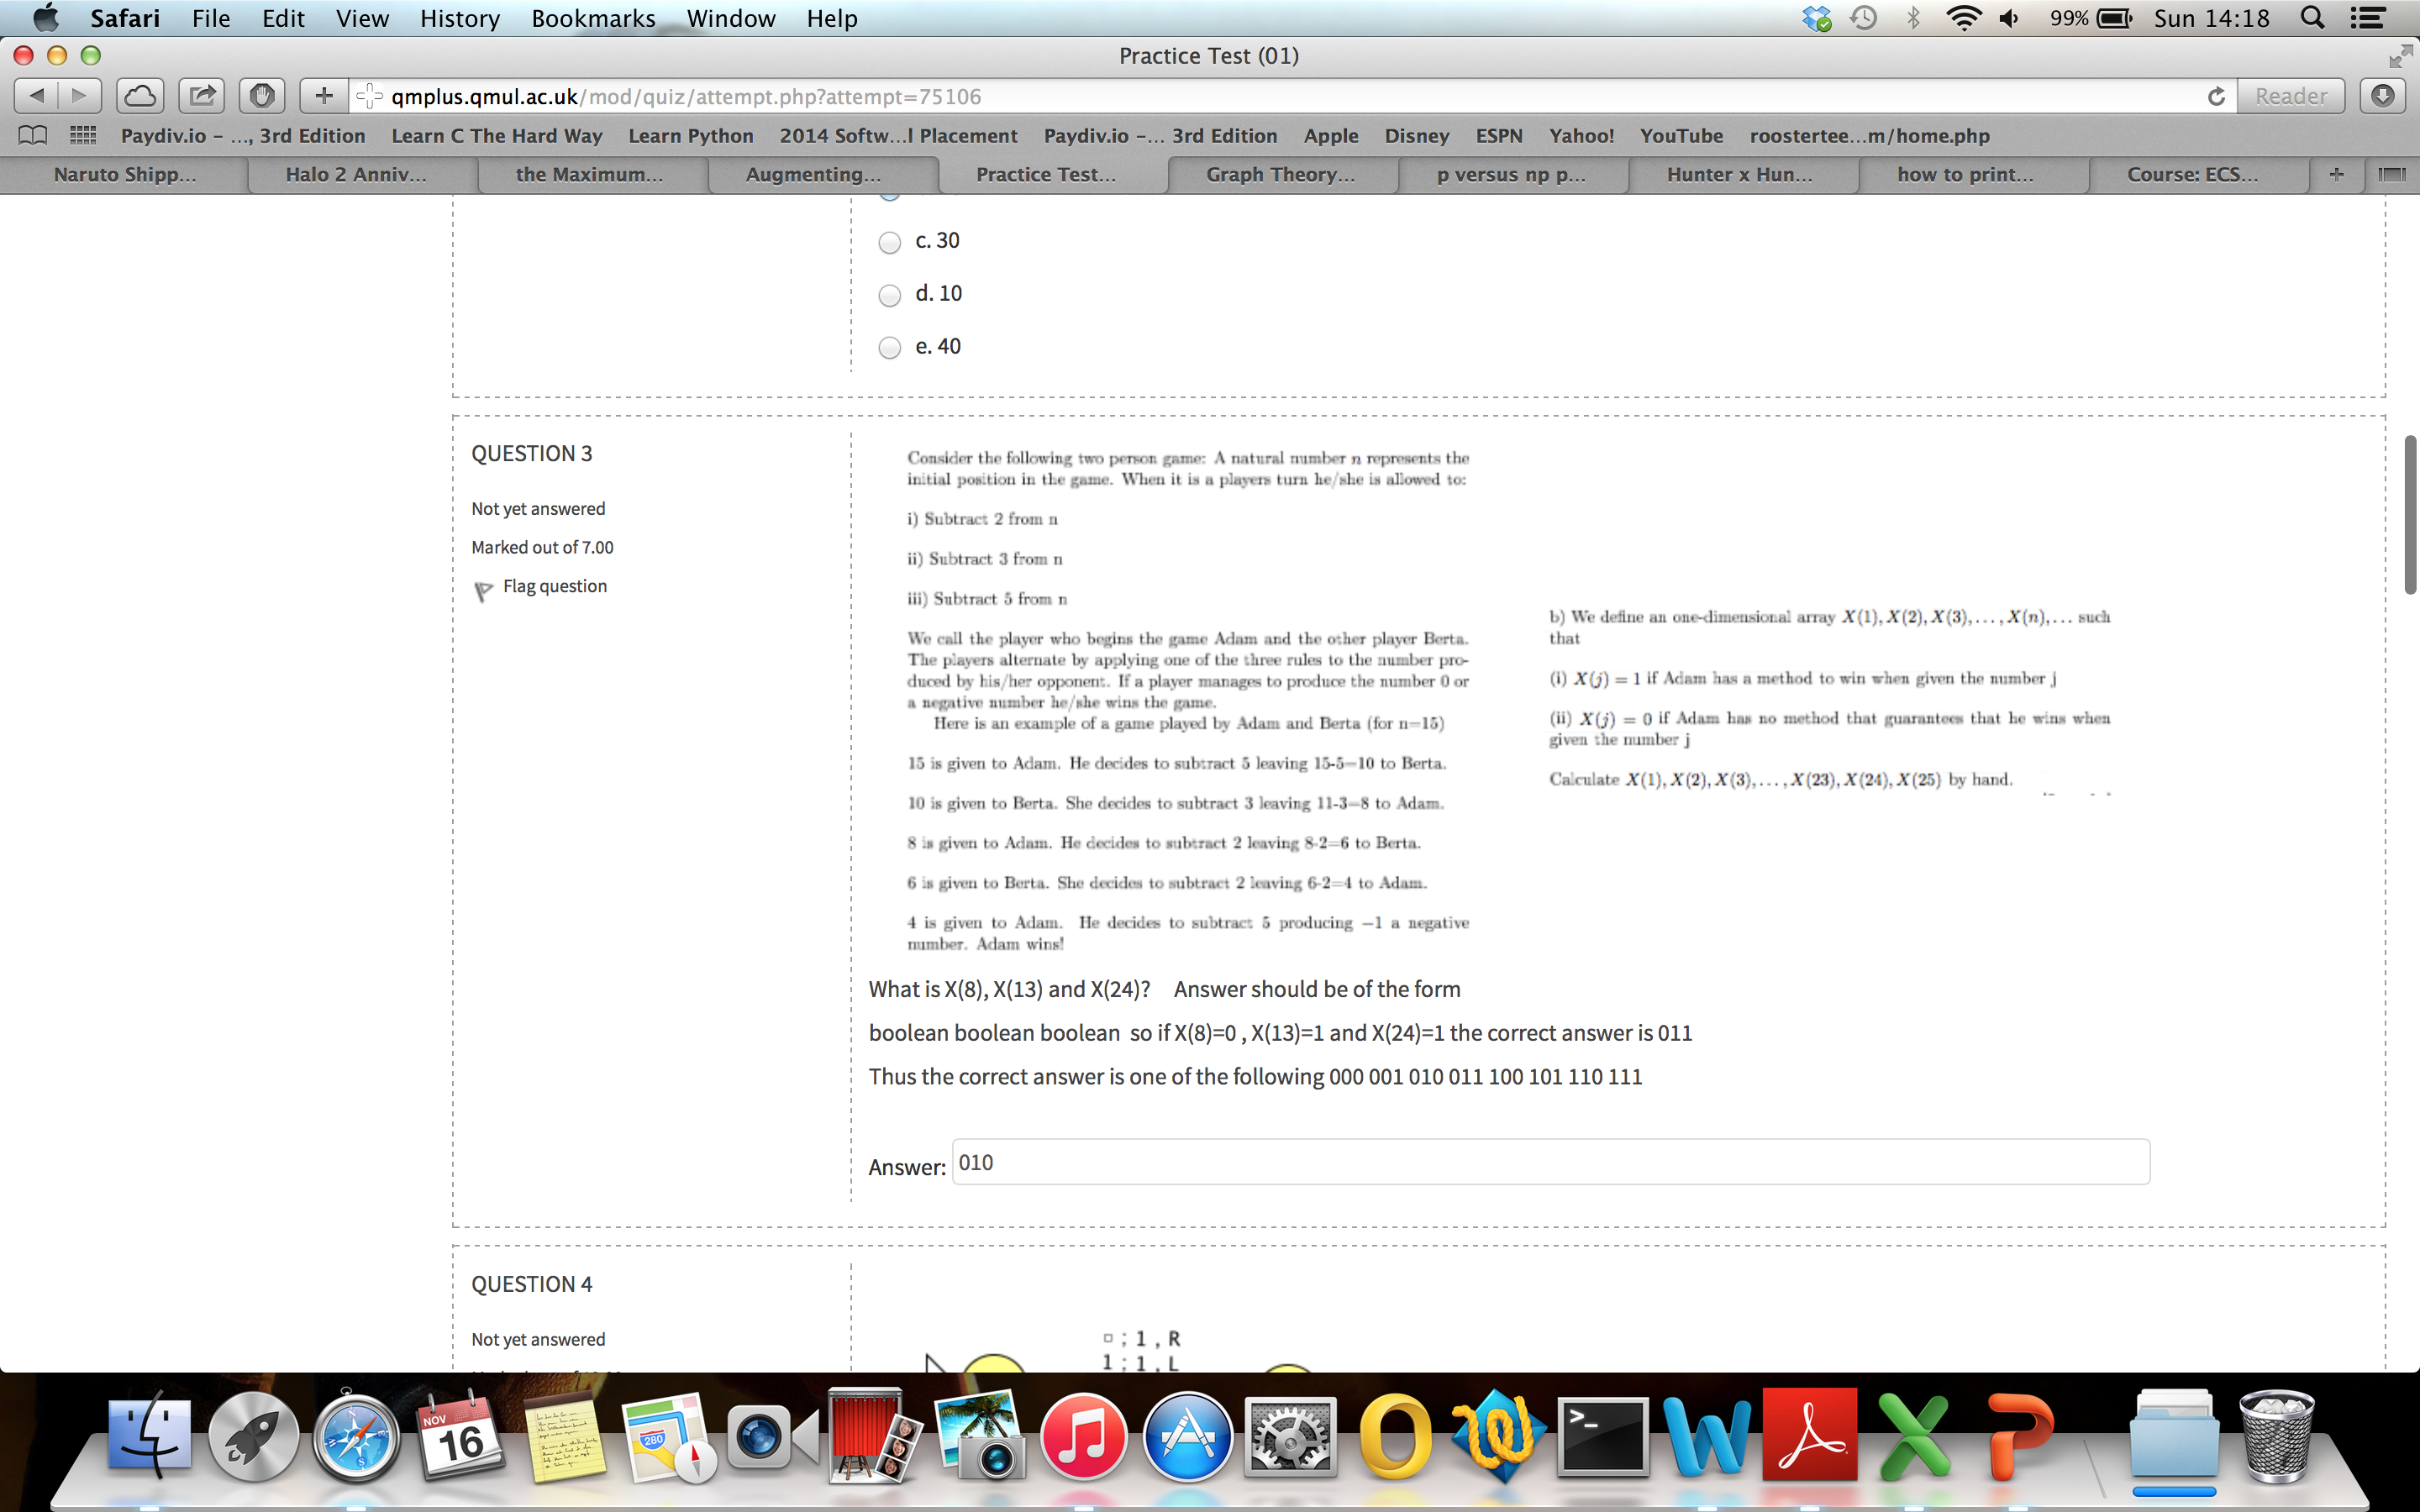 Safari File Edit View History Bookmarks Window Help 99% Sun 14:18
Practice Test (01)
qmplus.qmul.ac.uk/mod/quiz/attempt.php?attempt=75106 Reader
Paydiv.io – ..., 3rd Edition Learn C The Hard Way Learn Python 2014 Softw...l Placement Paydiv.io –... 3rd Edition Apple Disney ESPN Yahoo! YouTube roostertee...m/home.php
Naruto Shipp... Halo 2 Anniv... the Maximum... Augmenting... Practice Test... Graph Theory... p versus np p... Hunter x Hun... how to print... Course: ECS...
c. 30
d. 10
e. 40
QUESTION 3
Not yet answered
Marked out of 7.00
Flag question
Consider the following two person game: A natural number n represents the
initial position in the game. When it is a players turn he/she is allowed to:
i) Subtract 2 from n
ii) Subtract 3 from n
iii) Subtract 5 from n
We call the player who begins the game Adam and the other player Berta.
The players alternate by applying one of the three rules to the number pro-
duced by his/her opponent. If a player manages to produce the number 0 or
a negative number he/she wins the game.
Here is an example of a game played by Adam and Berta (for n=15)
15 is given to Adam. He decides to subtract 5 leaving 15-5=10 to Berta.
10 is given to Berta. She decides to subtract 3 leaving 11-3=8 to Adam.
8 is given to Adam. He decides to subtract 2 leaving 8-2=6 to Berta.
6 is given to Berta. She decides to subtract 2 leaving 6-2=4 to Adam.
4 is given to Adam. He decides to subtract 5 producing −1 a negative
number. Adam wins!
b) We define an one-dimensional array X(1), X(2), X(3), . . . , X(n), . . . such
that
(i) X(j) = 1 if Adam has a method to win when given the number j
(ii) X(j) = 0 if Adam has no method that guarantees that he wins when
given the number j
Calculate X(1), X(2), X(3), . . . , X(23), X(24), X(25) by hand.
What is X(8), X(13) and X(24)? Answer should be of the form
boolean boolean boolean so if X(8)=0 , X(13)=1 and X(24)=1 the correct answer is 011
Thus the correct answer is one of the following 000 001 010 011 100 101 110 111
Answer: 010
QUESTION 4
Not yet answered
□ ; 1 , R
1 ; 1 , L
NOV
16
280